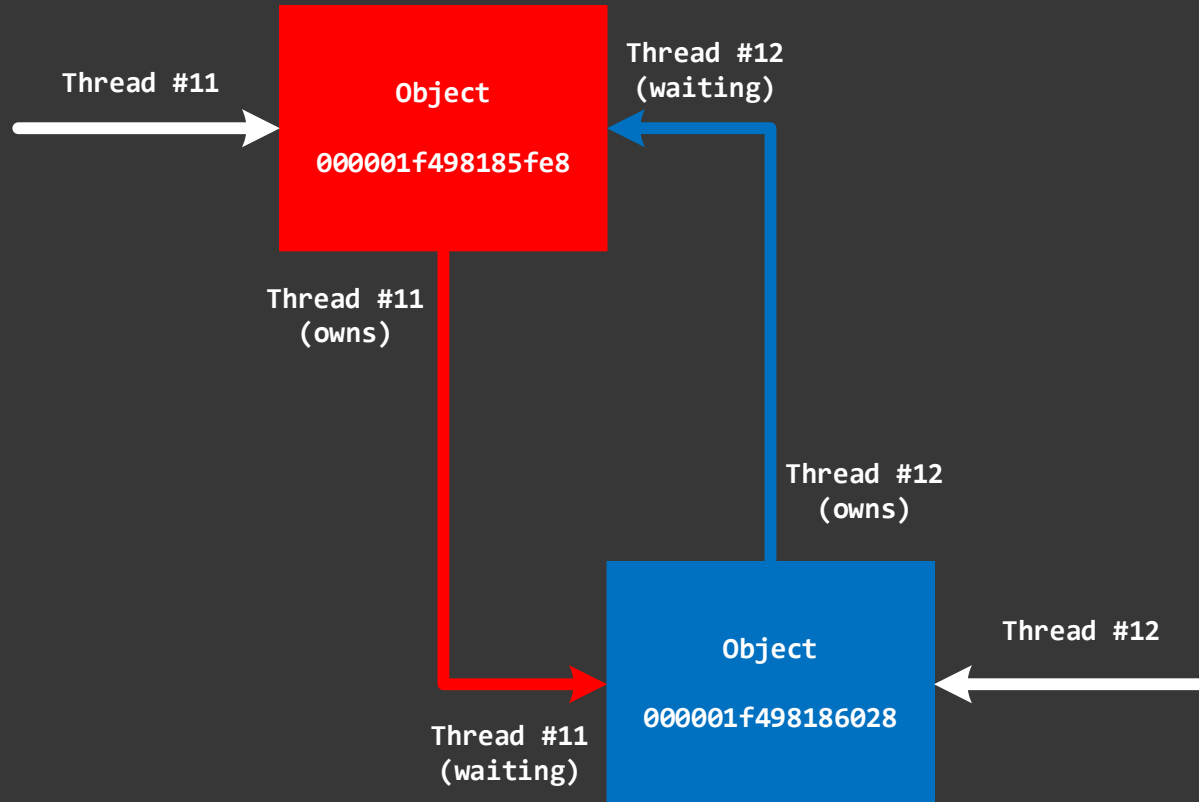 Thread #11
Object
000001f498185fe8
Thread #12
(waiting)
Thread #11
(owns)
Thread #12
(owns)
Object
000001f498186028
Thread #12
Thread #11
(waiting)